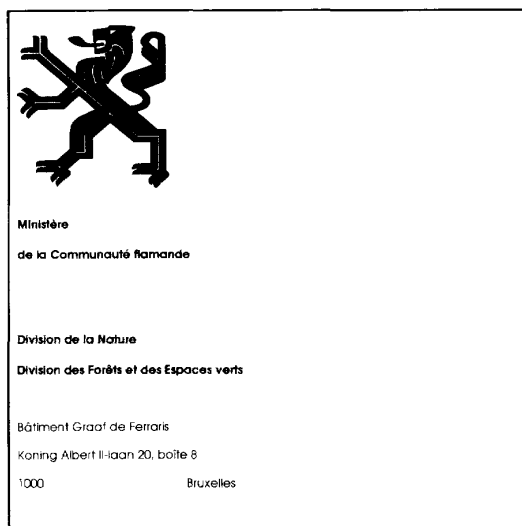 Ministère
de la Communauté flamande
Division de la Nature
Division des Forêts et des Espaces verts
Bâtiment Graaf de Ferraris
Koning Albert II-laan 20, boîte 8
1000 Bruxelles